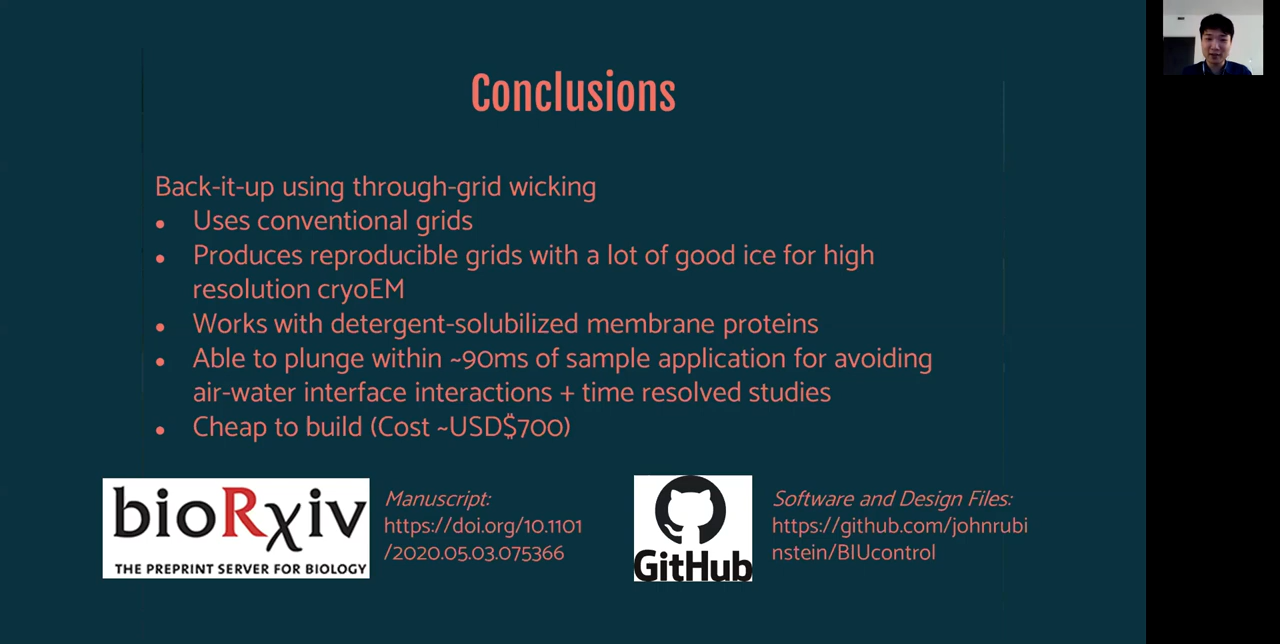 Conclusions
Back-it-up using through-grid wicking
● Uses conventional grids
● Produces reproducible grids with a lot of good ice for high
resolution cryoEM
● Works with detergent-solubilized membrane proteins
● Able to plunge within ~90ms of sample application for avoiding
air-water interface interactions + time resolved studies
● Cheap to build (Cost ~USD$700)
bioRxiv
THE PREPRINT SERVER FOR BIOLOGY
Manuscript:
https://doi.org/10.1101
/2020.05.03.075366
GitHub
Software and Design Files:
https://github.com/johnrubi
nstein/BIUcontrol